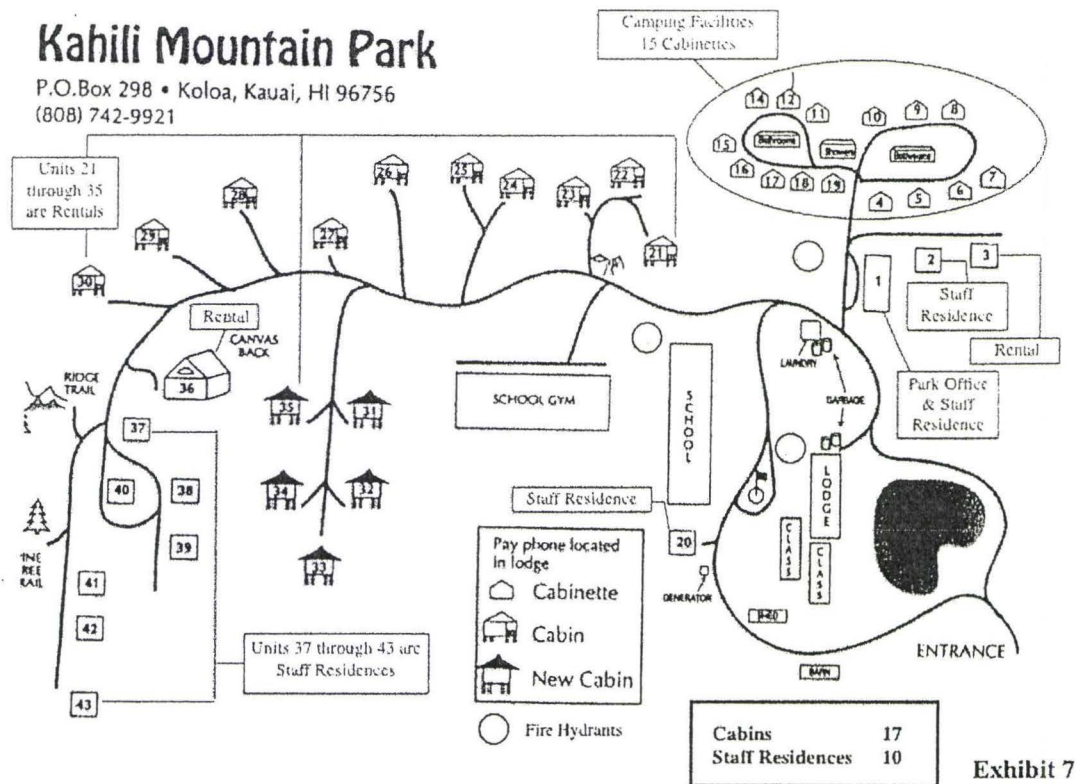 Kahili Mountain Park
P.O.Box 298 • Koloa, Kauai, HI 96756
(808) 742-9921
Camping Facilities
15 Cabinettes
14
12
11
10
9
8
15
Bathrooms
Showers
Bathrooms
16
17
18
19
4
5
6
7
Units 21
through 35
are Rentals
30
29
28
27
26
25
24
23
22
21
1
2
3
Staff
Residence
Rental
Park Office
& Staff
Residence
Rental
CANVAS
BACK
36
RIDGE
TRAIL
37
40
38
39
INE
REE
RAIL
41
42
43
35
31
34
32
33
SCHOOL GYM
SCHOOL
LAUNDRY
GARBAGE
LODGE
CLASS
CLASS
Staff Residence
20
GENERATOR
BARN
ENTRANCE
Units 37 through 43 are
Staff Residences
Pay phone located
in lodge
Cabinette
Cabin
New Cabin
Fire Hydrants
Cabins 17
Staff Residences 10
Exhibit 7